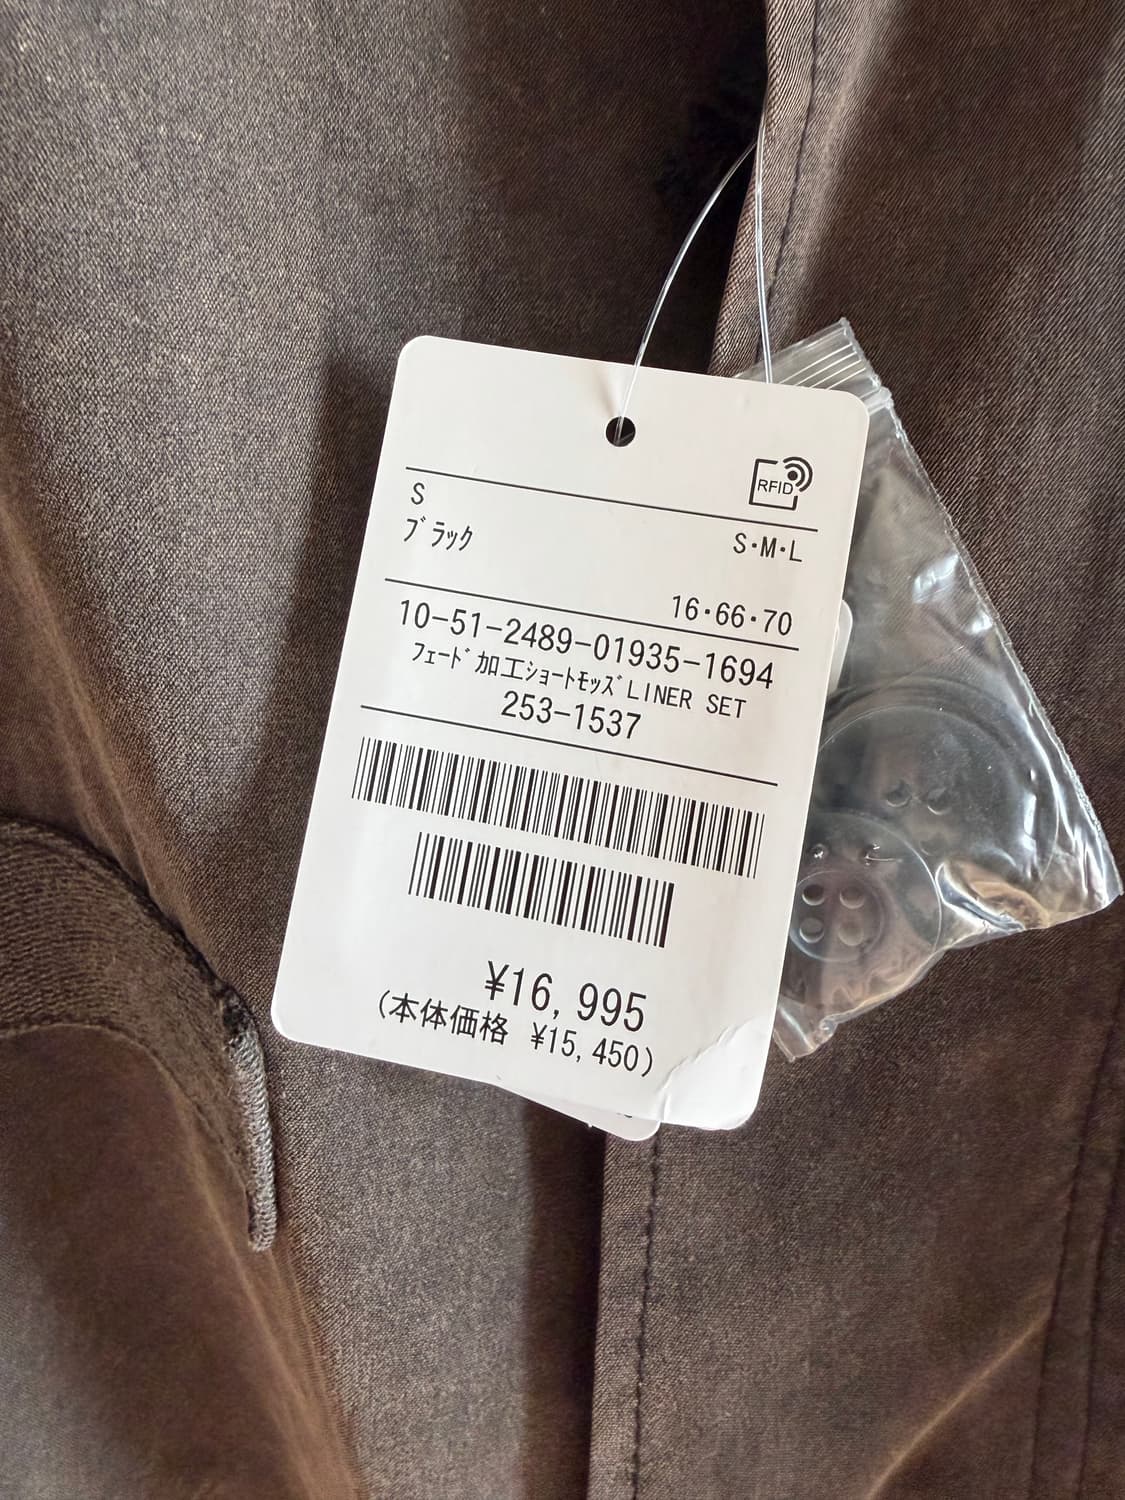 RFID
S
ﾌﾞﾗｯｸ
S・M・L
16・66・70
10-51-2489-01935-1694
ﾌｪｰﾄﾞ加工ｼｮｰﾄﾓｯｽﾞLINER SET
253-1537
¥16,995
(本体価格 ¥15,450)